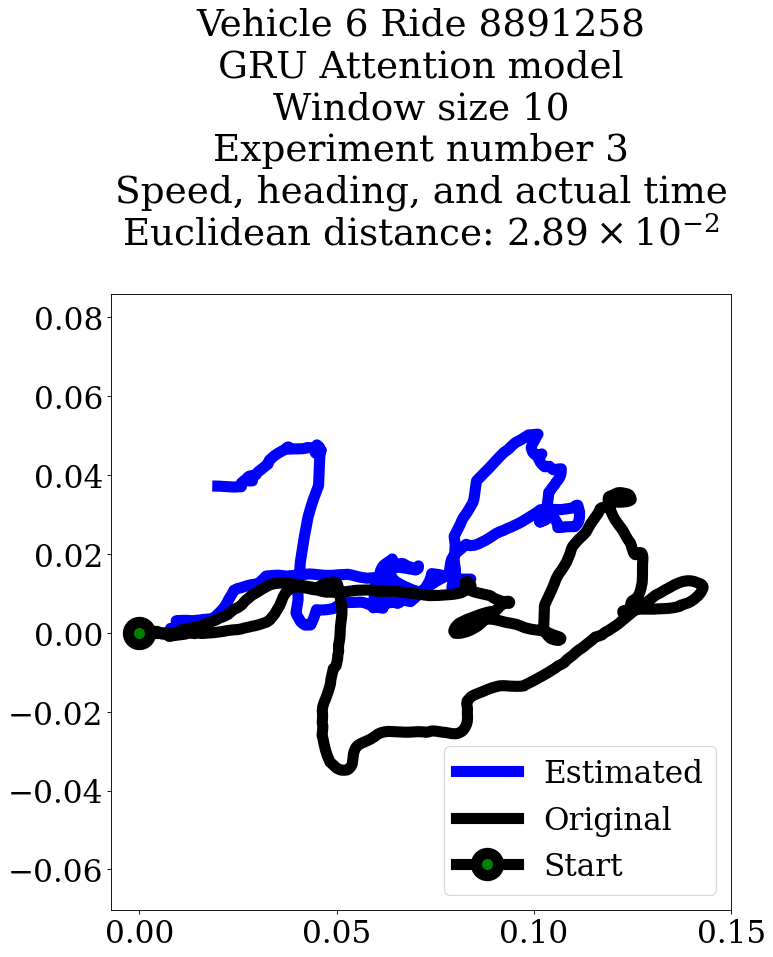 Vehicle 6 Ride 8891258
GRU Attention model
Window size 10
Experiment number 3
Speed, heading, and actual time
Euclidean distance: 2.89 × 10⁻²
0.08
0.06
0.04
0.02
0.00
−0.02
−0.04
−0.06
Estimated
Original
Start
0.00 0.05 0.10 0.15